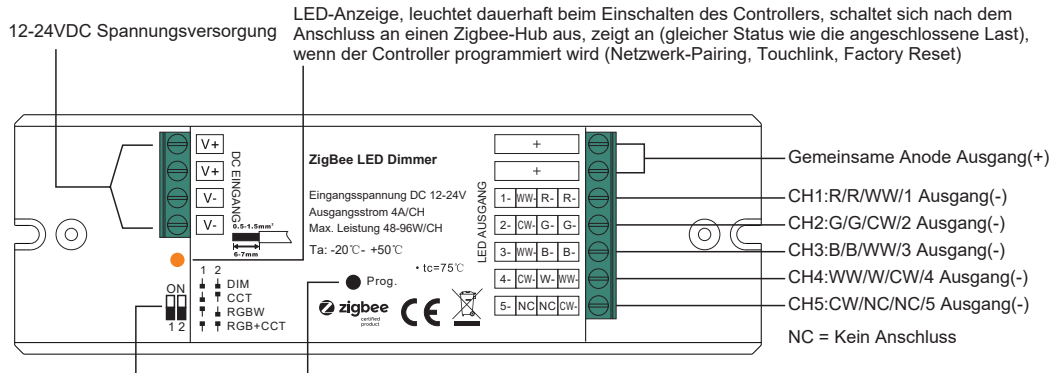 12-24VDC Spannungsversorgung
LED-Anzeige, leuchtet dauerhaft beim Einschalten des Controllers, schaltet sich nach dem
Anschluss an einen Zigbee-Hub aus, zeigt an (gleicher Status wie die angeschlossene Last),
wenn der Controller programmiert wird (Netzwerk-Pairing, Touchlink, Factory Reset)
V+
V+
V-
V-
DC EINGANG
0.5-1.5mm²
6-7mm
ON
1 2
1 2
DIM
CCT
RGBW
RGB+CCT
ZigBee LED Dimmer
Eingangsspannung DC 12-24V
Ausgangsstrom 4A/CH
Max. Leistung 48-96W/CH
Ta: -20℃- +50℃
• tc=75℃
Prog.
zigbee
certified
product
CE
LED AUSGANG
+
+
1- WW- R- R-
2- CW- G- G-
3- WW- B- B-
4- CW- W- WW-
5- NC NC CW-
Gemeinsame Anode Ausgang(+)
CH1:R/R/WW/1 Ausgang(-)
CH2:G/G/CW/2 Ausgang(-)
CH3:B/B/WW/3 Ausgang(-)
CH4:WW/W/CW/4 Ausgang(-)
CH5:CW/NC/NC/5 Ausgang(-)
NC = Kein Anschluss